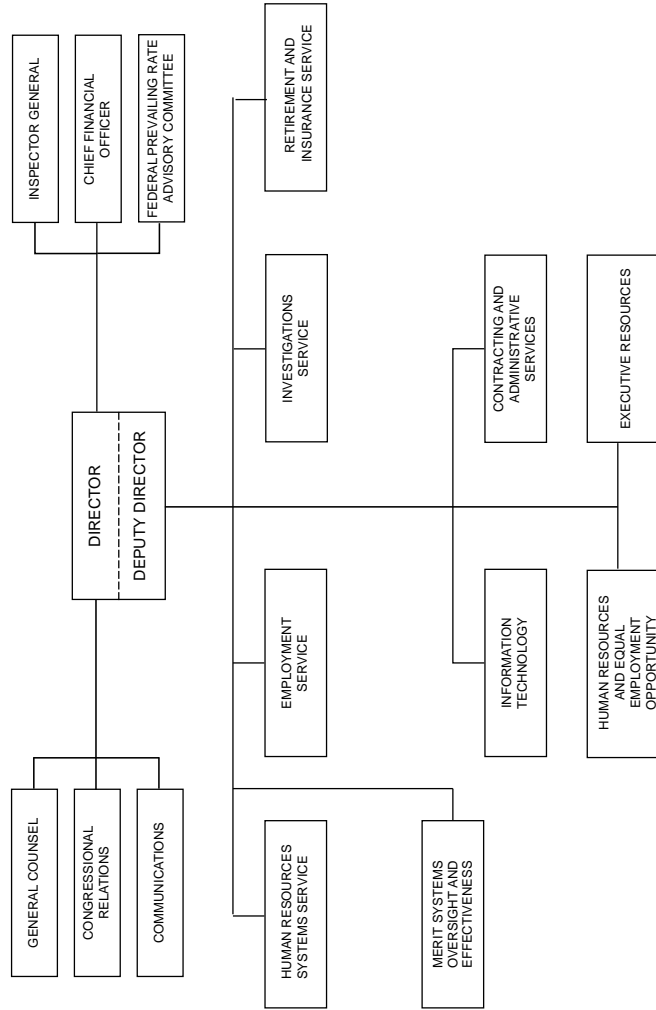 DIRECTOR
DEPUTY DIRECTOR
GENERAL COUNSEL
CONGRESSIONAL
RELATIONS
COMMUNICATIONS
INSPECTOR GENERAL
CHIEF FINANCIAL
OFFICER
FEDERAL PREVAILING RATE
ADVISORY COMMITTEE
HUMAN RESOURCES
SYSTEMS SERVICE
EMPLOYMENT
SERVICE
INVESTIGATIONS
SERVICE
RETIREMENT AND
INSURANCE SERVICE
MERIT SYSTEMS
OVERSIGHT AND
EFFECTIVENESS
INFORMATION
TECHNOLOGY
CONTRACTING AND
ADMINISTRATIVE
SERVICES
HUMAN RESOURCES
AND EQUAL
EMPLOYMENT
OPPORTUNITY
EXECUTIVE RESOURCES